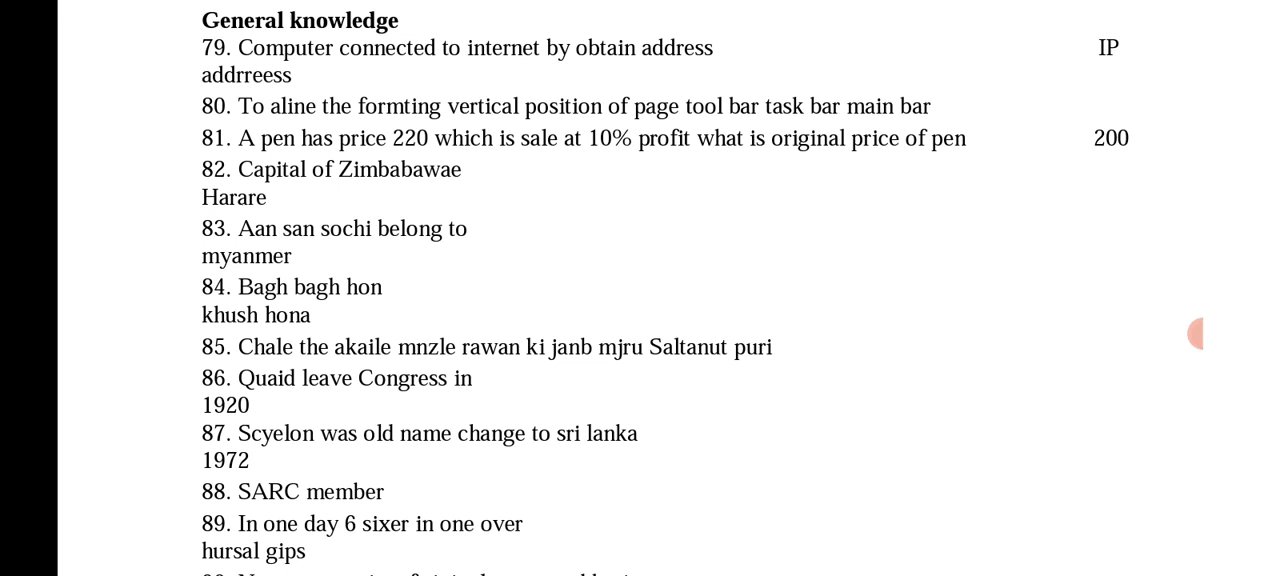 General knowledge
79. Computer connected to internet by obtain address IP
addrreess
80. To aline the formting vertical position of page tool bar task bar main bar
81. A pen has price 220 which is sale at 10% profit what is original price of pen 200
82. Capital of Zimbabawae
Harare
83. Aan san sochi belong to
myanmer
84. Bagh bagh hon
khush hona
85. Chale the akaile mnzle rawan ki janb mjru Saltanut puri
86. Quaid leave Congress in
1920
87. Scyelon was old name change to sri lanka
1972
88. SARC member
89. In one day 6 sixer in one over
hursal gips